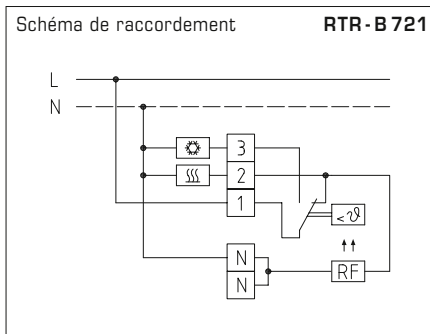 Schéma de raccordement RTR-B 721
L
N
3
2
1
< ϑ
N
RF
N